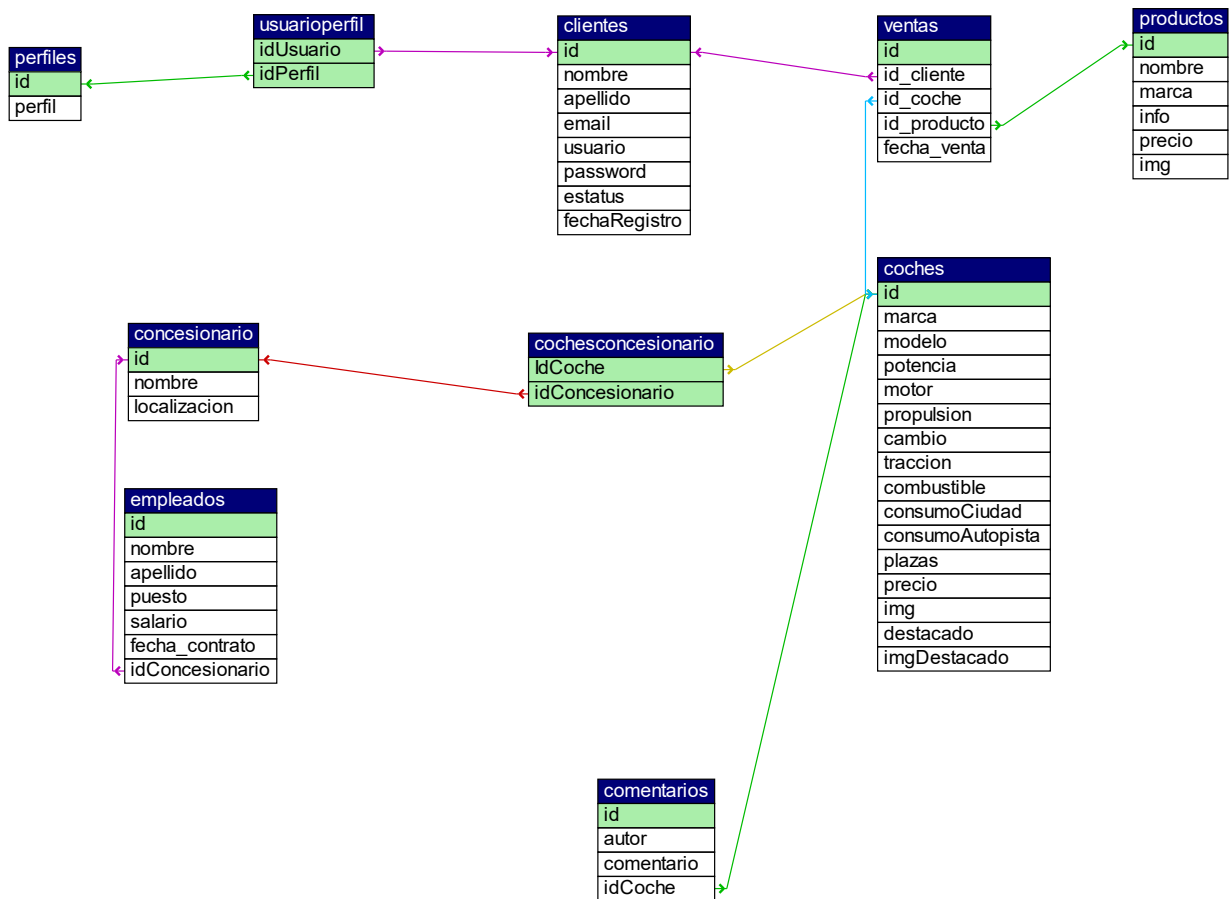 perfiles
id
perfil
usuarioperfil
idUsuario
idPerfil
clientes
id
nombre
apellido
email
usuario
password
estatus
fechaRegistro
ventas
id
id_cliente
id_coche
id_producto
fecha_venta
productos
id
nombre
marca
info
precio
img
concesionario
id
nombre
localizacion
cochesconcesionario
IdCoche
idConcesionario
coches
id
marca
modelo
potencia
motor
propulsion
cambio
traccion
combustible
consumoCiudad
consumoAutopista
plazas
precio
img
destacado
imgDestacado
empleados
id
nombre
apellido
puesto
salario
fecha_contrato
idConcesionario
comentarios
id
autor
comentario
idCoche